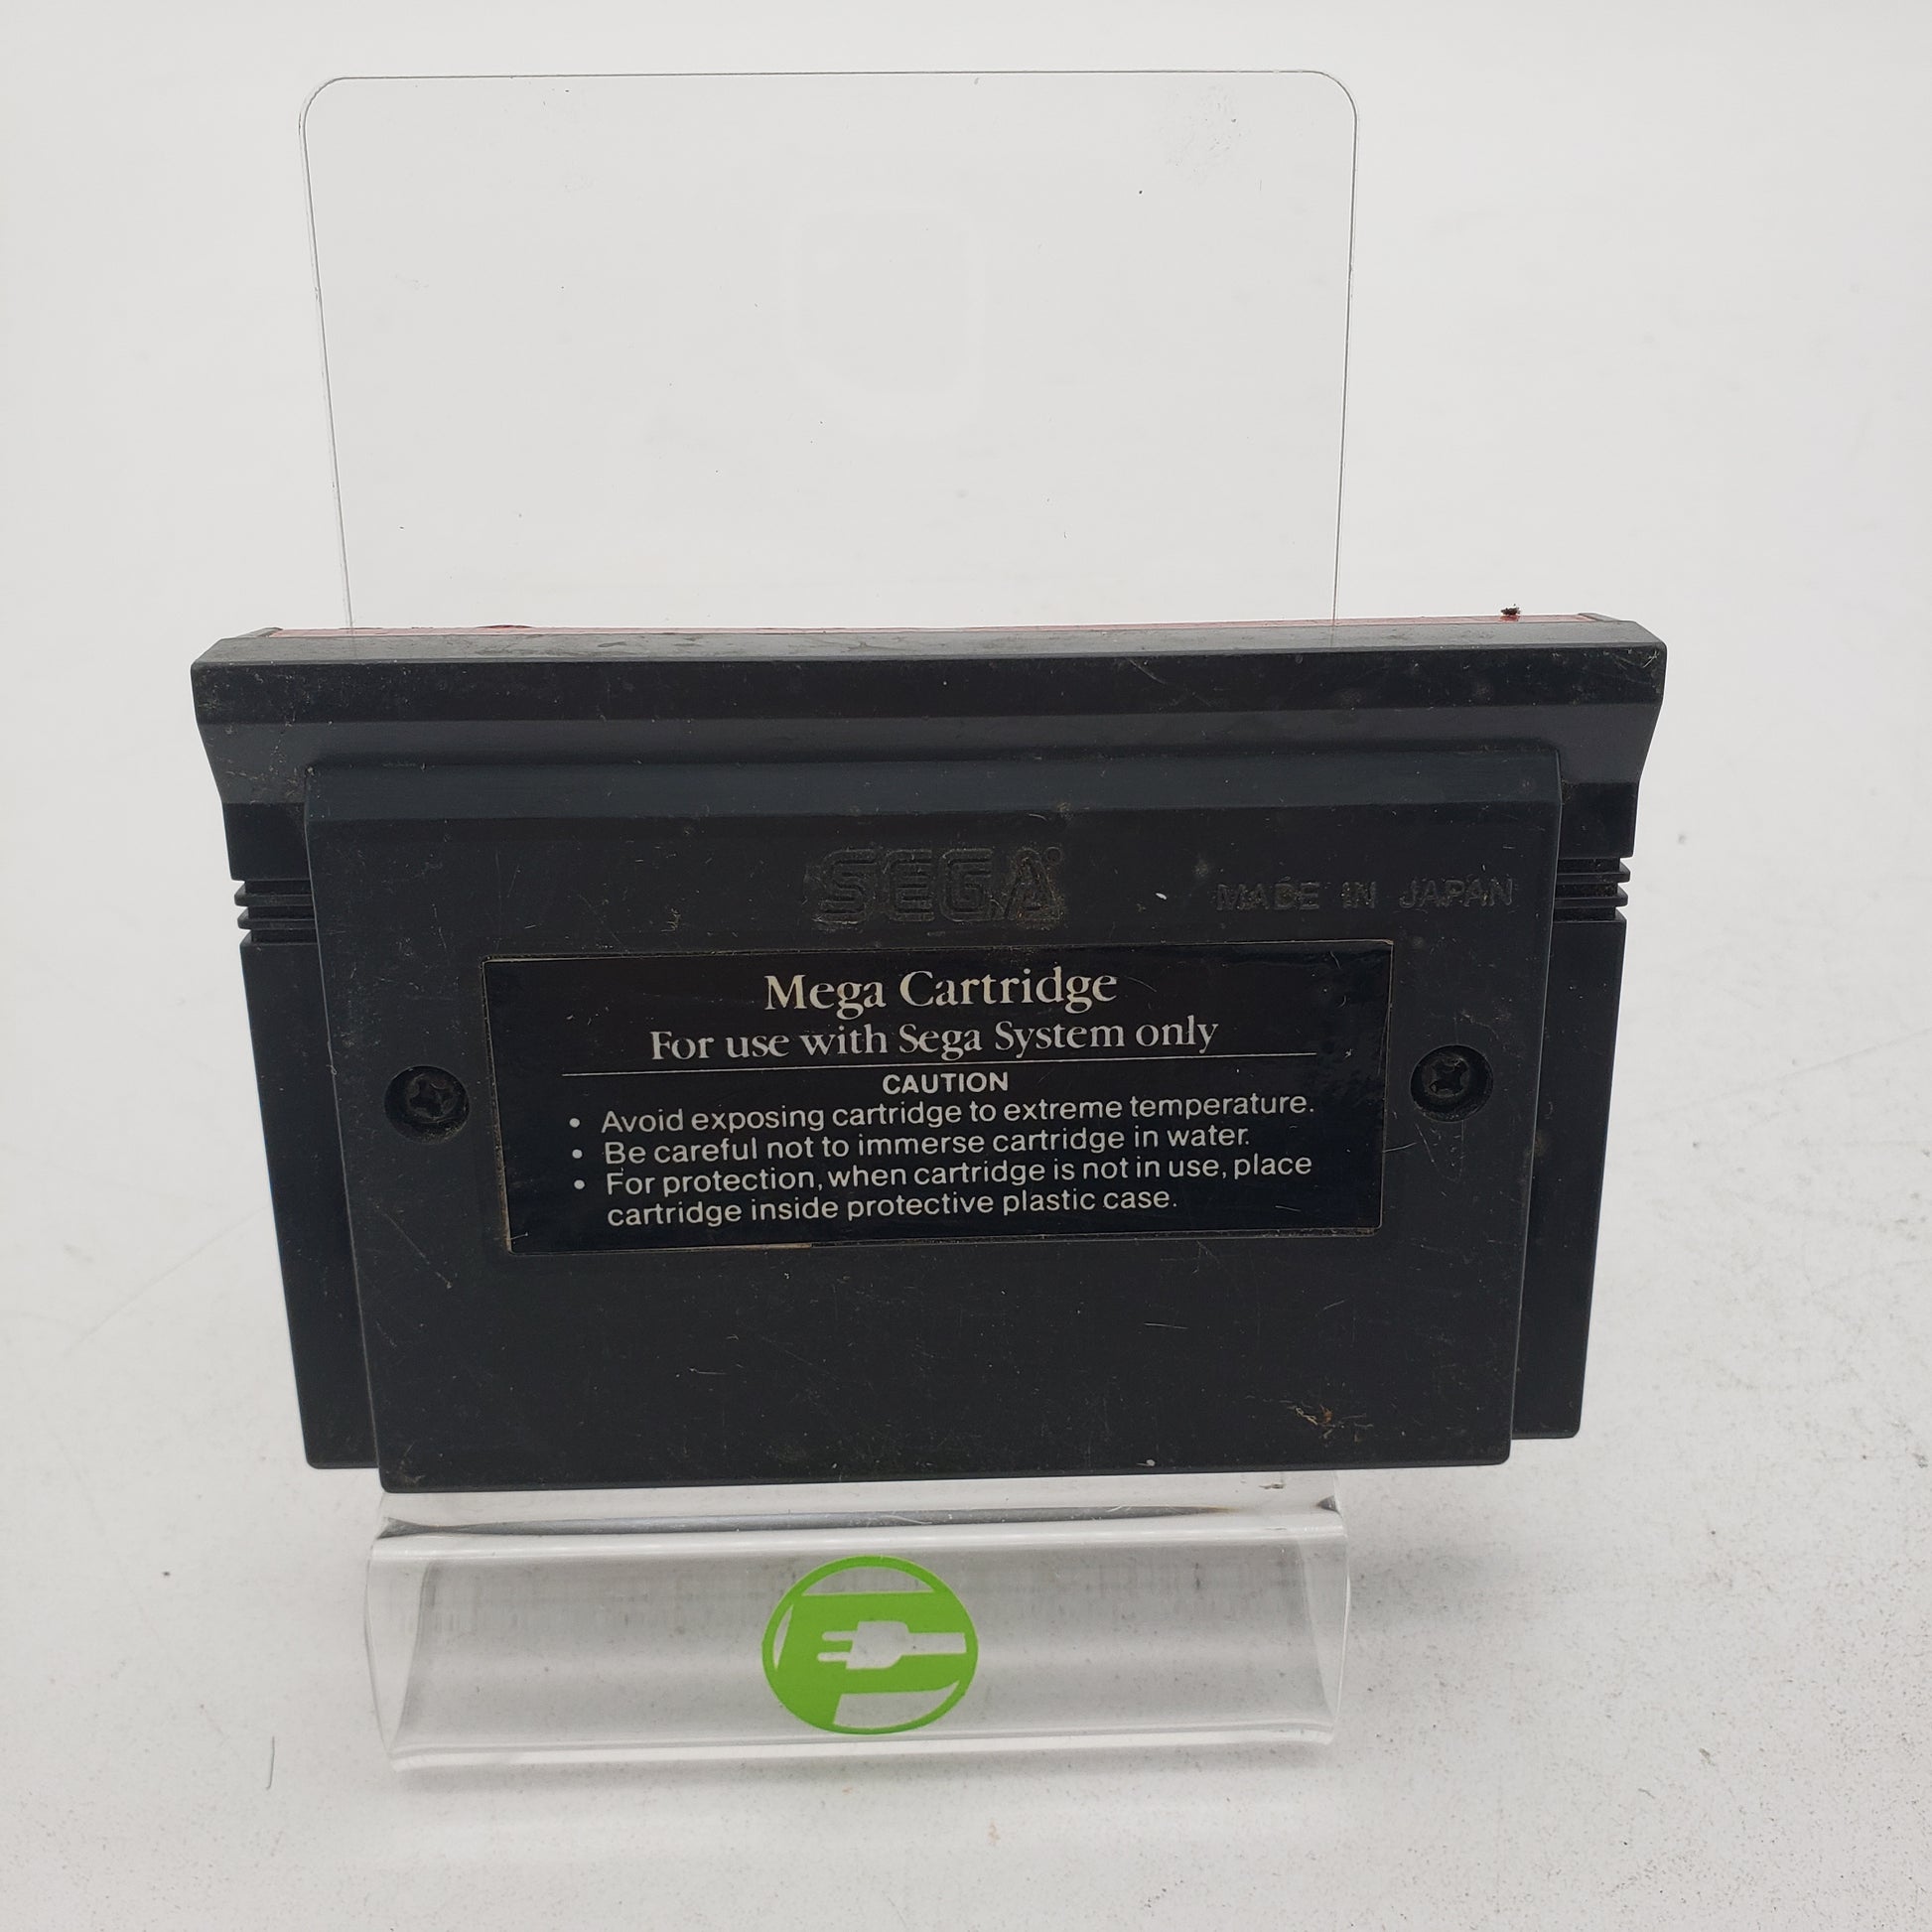 SEGA
MADE IN JAPAN
Mega Cartridge
For use with Sega System only
CAUTION
• Avoid exposing cartridge to extreme temperature.
• Be careful not to immerse cartridge in water.
• For protection, when cartridge is not in use, place
cartridge inside protective plastic case.